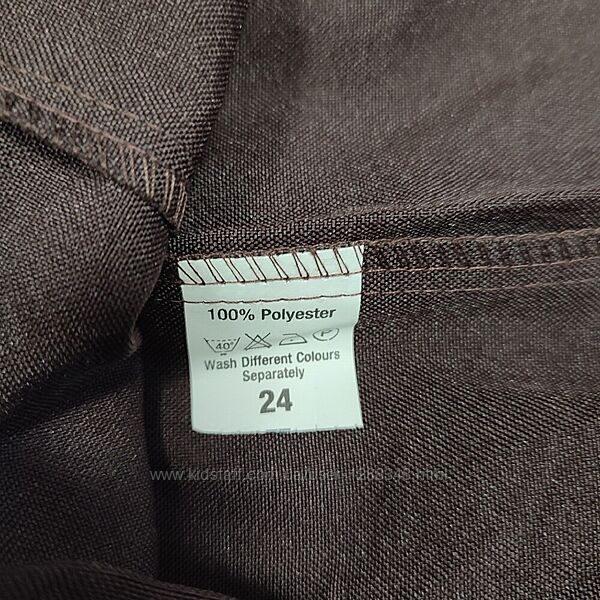 100% Polyester
40°
P
Wash Different Colours
Separately
24